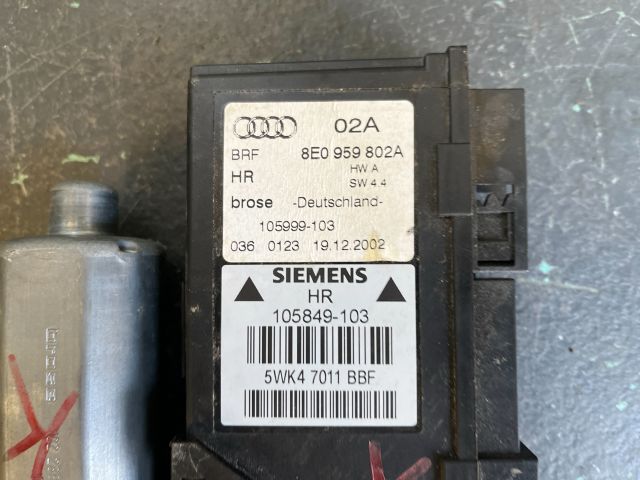 02A
BRF 8E0 959 802A
HR HW A
SW 4.4
brose -Deutschland-
105999-103
036 0123 19.12.2002
SIEMENS
HR
105849-103
5WK4 7011 BBF